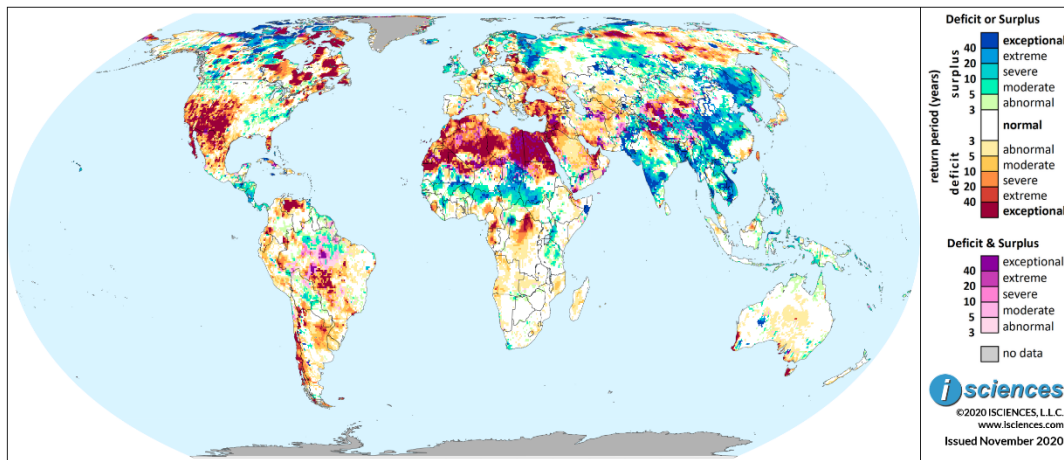 Deficit or Surplus
return period (years)
surplus
deficit
exceptional
40
extreme
20
severe
10
moderate
5
abnormal
3
normal
3
abnormal
5
moderate
10
severe
20
extreme
40
exceptional
Deficit & Surplus
exceptional
40
extreme
20
severe
10
moderate
5
abnormal
3
no data
i sciences
©2020 ISCIENCES, L.L.C.
www.isciences.com
Issued November 2020